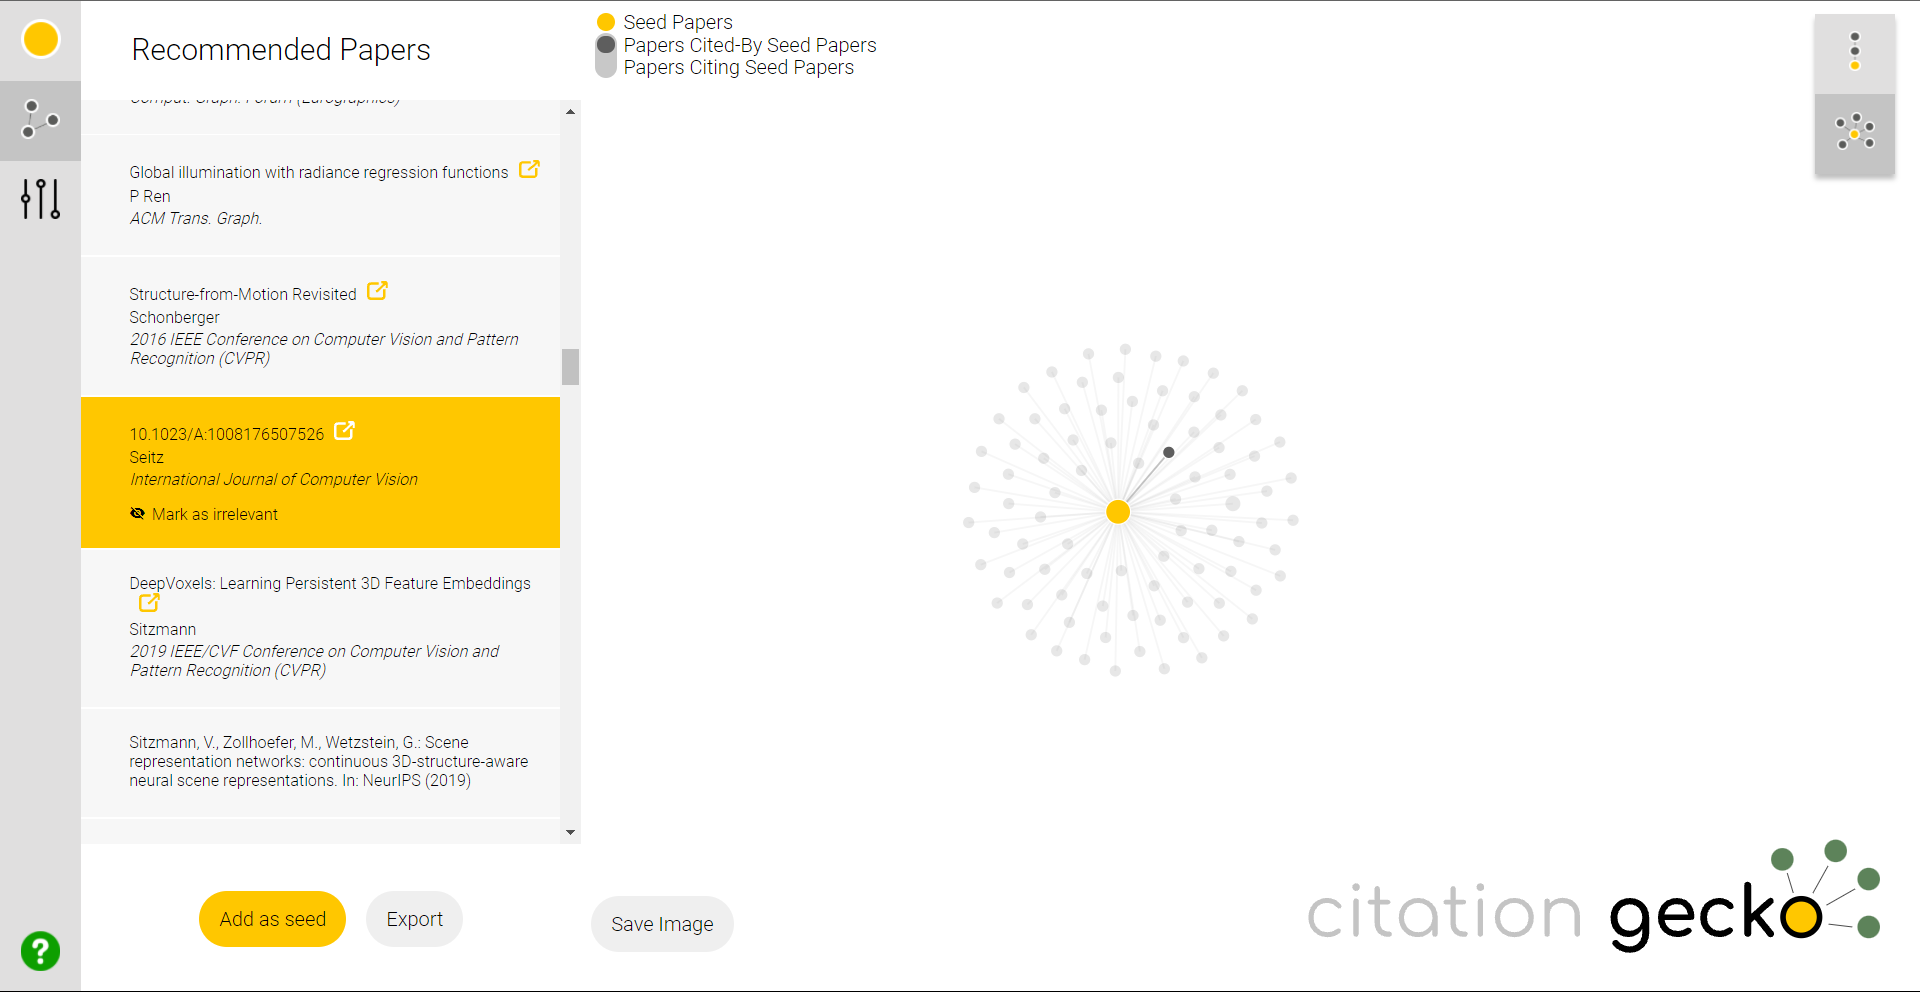 Recommended Papers
Comput. Graph. Forum (Eurographics)
Global illumination with radiance regression functions
P Ren
ACM Trans. Graph.
Structure-from-Motion Revisited
Schonberger
2016 IEEE Conference on Computer Vision and Pattern
Recognition (CVPR)
10.1023/A:1008176507526
Seitz
International Journal of Computer Vision
Mark as irrelevant
DeepVoxels: Learning Persistent 3D Feature Embeddings
Sitzmann
2019 IEEE/CVF Conference on Computer Vision and
Pattern Recognition (CVPR)
Sitzmann, V., Zollhoefer, M., Wetzstein, G.: Scene
representation networks: continuous 3D-structure-aware
neural scene representations. In: NeurIPS (2019)
Add as seed
Export
Seed Papers
Papers Cited-By Seed Papers
Papers Citing Seed Papers
Save Image
citation gecko
?